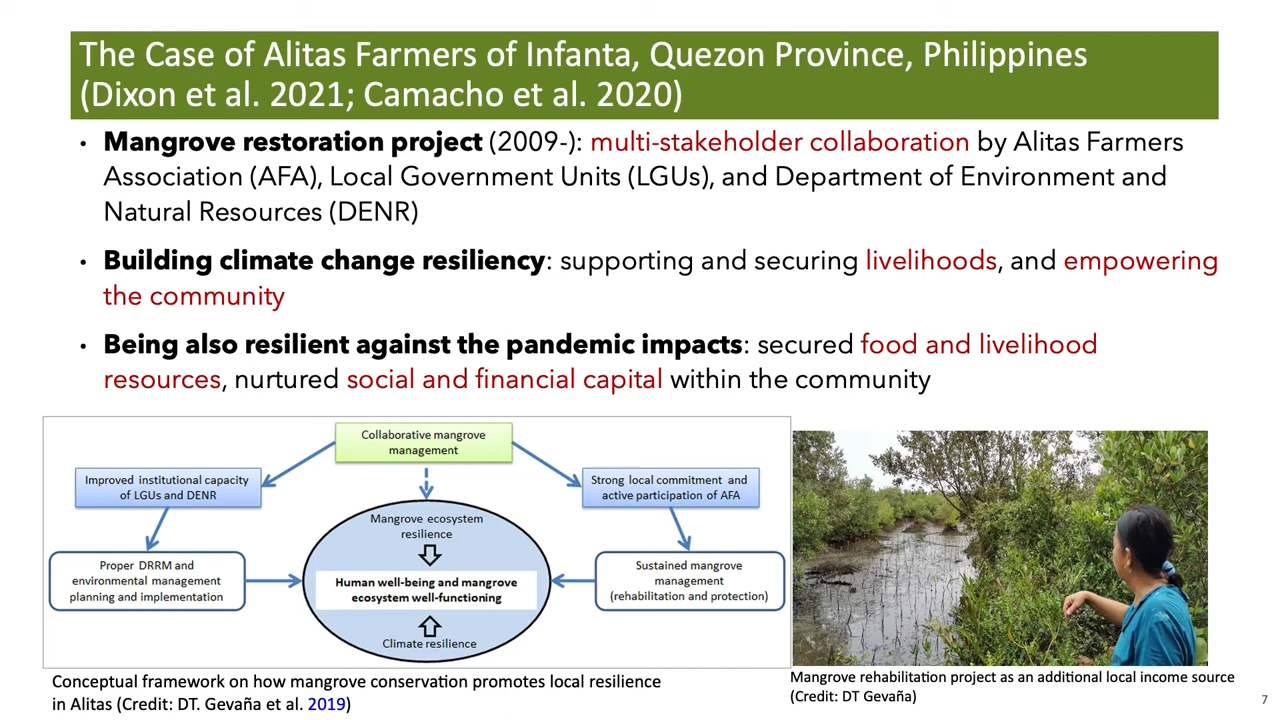 The Case of Alitas Farmers of Infanta, Quezon Province, Philippines
(Dixon et al. 2021; Camacho et al. 2020)
• Mangrove restoration project (2009-): multi-stakeholder collaboration by Alitas Farmers
Association (AFA), Local Government Units (LGUs), and Department of Environment and
Natural Resources (DENR)
• Building climate change resiliency: supporting and securing livelihoods, and empowering
the community
• Being also resilient against the pandemic impacts: secured food and livelihood
resources, nurtured social and financial capital within the community
Collaborative mangrove
management
Improved institutional capacity
of LGUs and DENR
Strong local commitment and
active participation of AFA
Mangrove ecosystem
resilience
Proper DRRM and
environmental management
planning and implementation
Human well-being and mangrove
ecosystem well-functioning
Sustained mangrove
management
(rehabilitation and protection)
Climate resilience
Conceptual framework on how mangrove conservation promotes local resilience
in Alitas (Credit: DT. Gevaña et al. 2019)
Mangrove rehabilitation project as an additional local income source
(Credit: DT Gevaña)
7